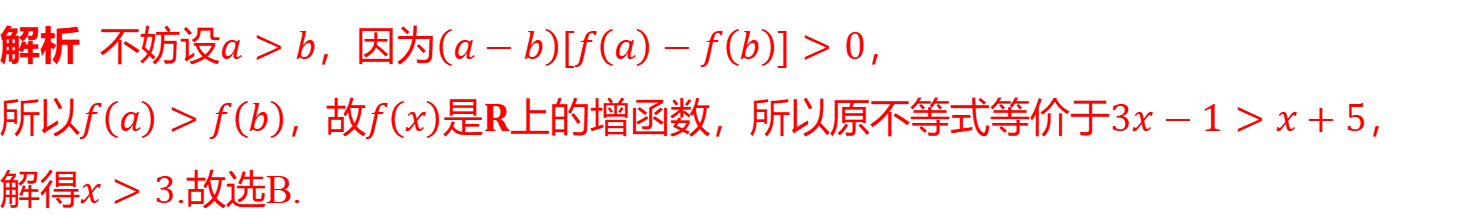 解析 不妨设a > b，因为(a − b)[f(a) − f(b)] > 0，
所以f(a) > f(b)，故f(x)是R上的增函数，所以原不等式等价于3x − 1 > x + 5，
解得x > 3.故选B.